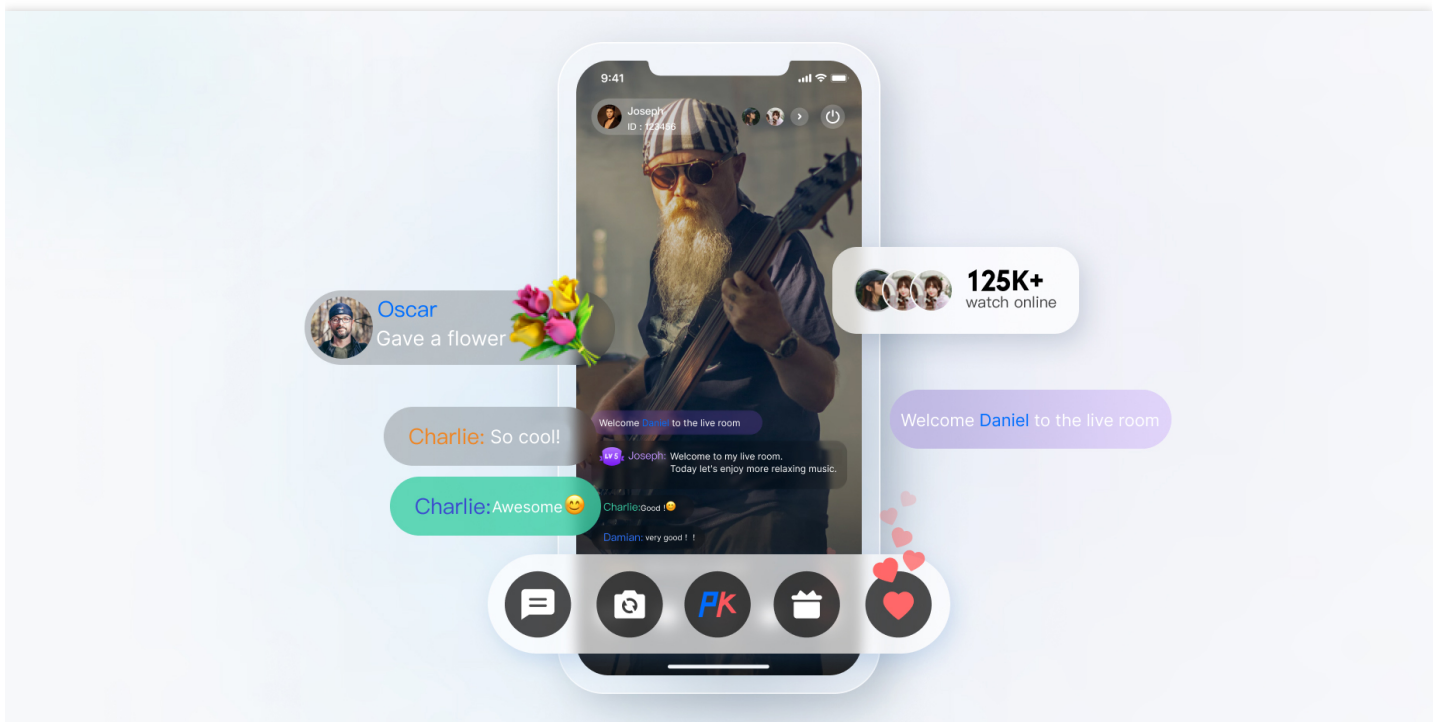 9:41
Joseph
ID : 123456
125K+
watch online
Oscar
Gave a flower
Welcome Daniel to the live room
Charlie: So cool!
Welcome Daniel to the live room
LV 5 Joseph: Welcome to my live room.
Today let's enjoy more relaxing music.
Charlie:Awesome😊
Charlie:Good !😊
Damian: very good ! !
PK